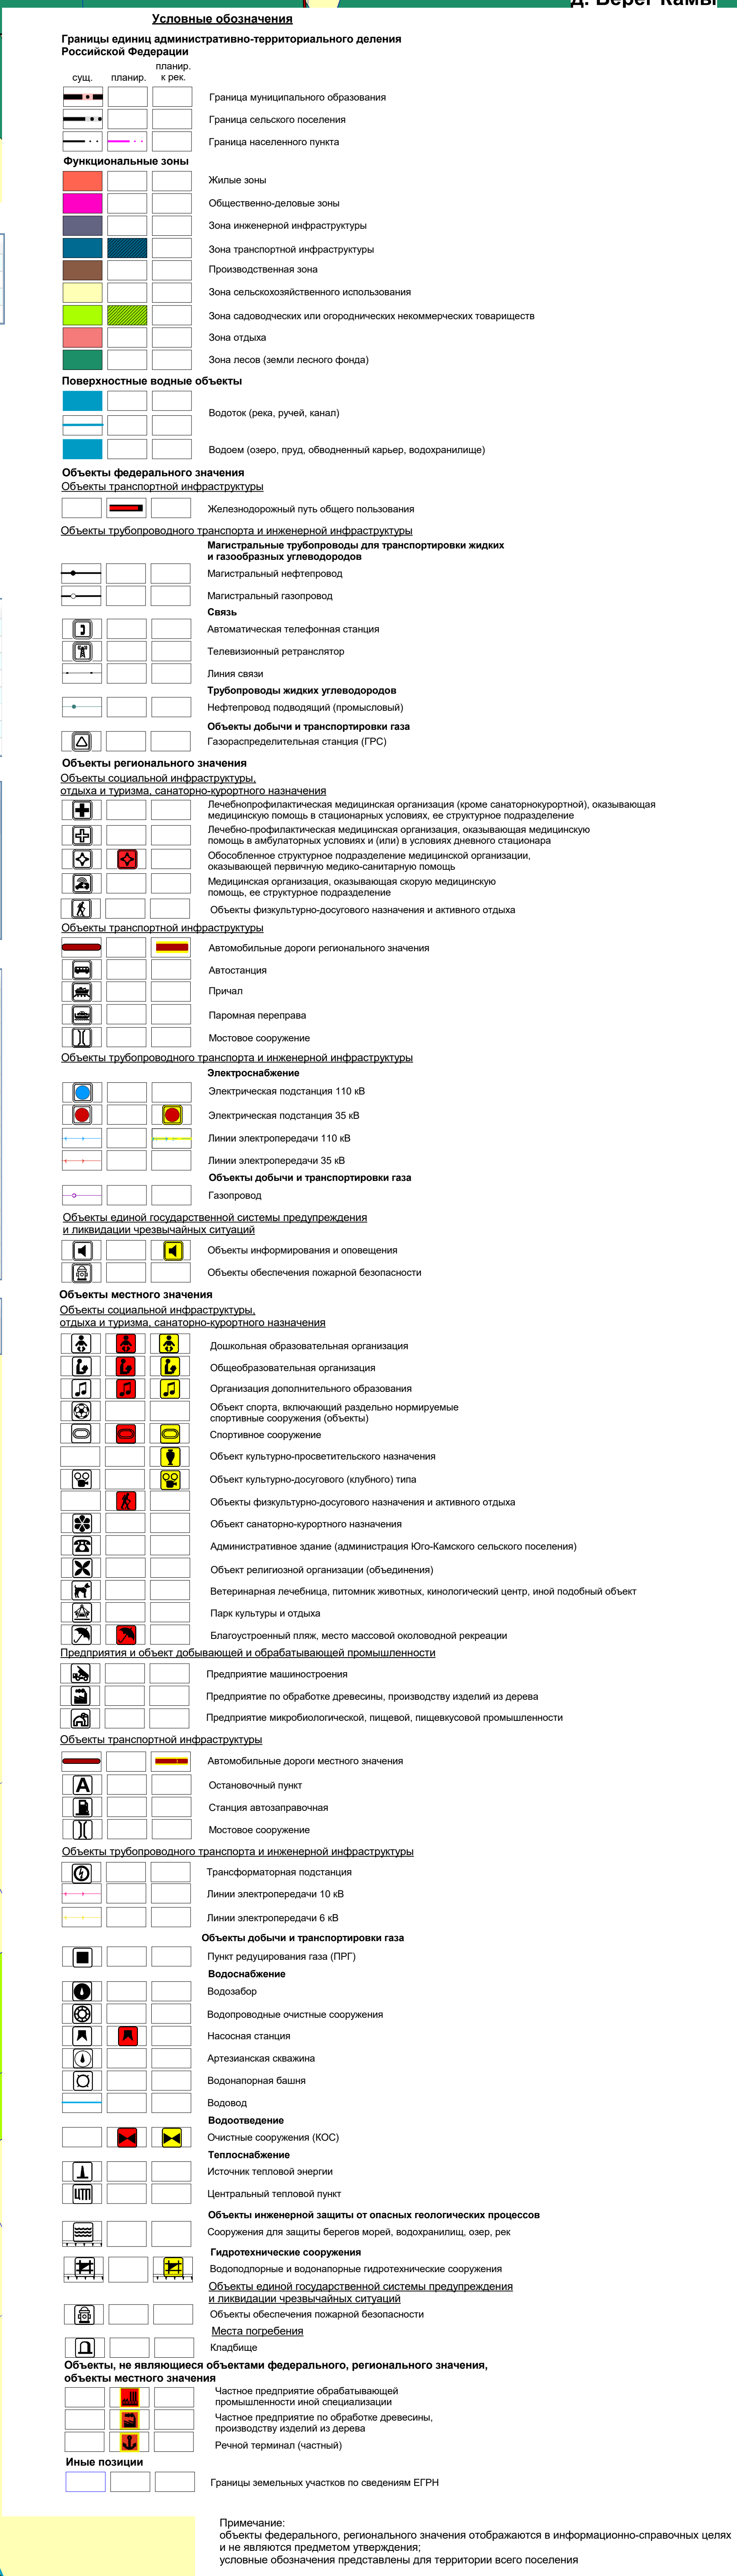 д. Берег Камы
Условные обозначения
Границы единиц административно-территориального деления
Российской Федерации
сущ. планир. планир.
к рек.
Граница муниципального образования
Граница сельского поселения
Граница населенного пункта
Функциональные зоны
Жилые зоны
Общественно-деловые зоны
Зона инженерной инфраструктуры
Зона транспортной инфраструктуры
Производственная зона
Зона сельскохозяйственного использования
Зона садоводческих или огороднических некоммерческих товариществ
Зона отдыха
Зона лесов (земли лесного фонда)
Поверхностные водные объекты
Водоток (река, ручей, канал)
Водоем (озеро, пруд, обводненный карьер, водохранилище)
Объекты федерального значения
Объекты транспортной инфраструктуры
Железнодорожный путь общего пользования
Объекты трубопроводного транспорта и инженерной инфраструктуры
Магистральные трубопроводы для транспортировки жидких
и газообразных углеводородов
Магистральный нефтепровод
Магистральный газопровод
Связь
Автоматическая телефонная станция
Телевизионный ретранслятор
Линия связи
Трубопроводы жидких углеводородов
Нефтепровод подводящий (промысловый)
Объекты добычи и транспортировки газа
Газораспределительная станция (ГРС)
Объекты регионального значения
Объекты социальной инфраструктуры,
отдыха и туризма, санаторно-курортного назначения
Лечебнопрофилактическая медицинская организация (кроме санаторнокурортной), оказывающая
медицинскую помощь в стационарных условиях, ее структурное подразделение
Лечебно-профилактическая медицинская организация, оказывающая медицинскую
помощь в амбулаторных условиях и (или) в условиях дневного стационара
Обособленное структурное подразделение медицинской организации,
оказывающей первичную медико-санитарную помощь
Медицинская организация, оказывающая скорую медицинскую
помощь, ее структурное подразделение
Объекты физкультурно-досугового назначения и активного отдыха
Объекты транспортной инфраструктуры
Автомобильные дороги регионального значения
Автостанция
Причал
Паромная переправа
Мостовое сооружение
Объекты трубопроводного транспорта и инженерной инфраструктуры
Электроснабжение
Электрическая подстанция 110 кВ
Электрическая подстанция 35 кВ
Линии электропередачи 110 кВ
Линии электропередачи 35 кВ
Объекты добычи и транспортировки газа
Газопровод
Объекты единой государственной системы предупреждения
и ликвидации чрезвычайных ситуаций
Объекты информирования и оповещения
Объекты обеспечения пожарной безопасности
Объекты местного значения
Объекты социальной инфраструктуры,
отдыха и туризма, санаторно-курортного назначения
Дошкольная образовательная организация
Общеобразовательная организация
Организация дополнительного образования
Объект спорта, включающий раздельно нормируемые
спортивные сооружения (объекты)
Спортивное сооружение
Объект культурно-просветительского назначения
Объект культурно-досугового (клубного) типа
Объекты физкультурно-досугового назначения и активного отдыха
Объект санаторно-курортного назначения
Административное здание (администрация Юго-Камского сельского поселения)
Объект религиозной организации (объединения)
Ветеринарная лечебница, питомник животных, кинологический центр, иной подобный объект
Парк культуры и отдыха
Благоустроенный пляж, место массовой околоводной рекреации
Предприятия и объект добывающей и обрабатывающей промышленности
Предприятие машиностроения
Предприятие по обработке древесины, производству изделий из дерева
Предприятие микробиологической, пищевой, пищевкусовой промышленности
Объекты транспортной инфраструктуры
Автомобильные дороги местного значения
А Остановочный пункт
Станция автозаправочная
Мостовое сооружение
Объекты трубопроводного транспорта и инженерной инфраструктуры
Трансформаторная подстанция
Линии электропередачи 10 кВ
Линии электропередачи 6 кВ
Объекты добычи и транспортировки газа
Пункт редуцирования газа (ПРГ)
Водоснабжение
Водозабор
Водопроводные очистные сооружения
Насосная станция
Артезианская скважина
Водонапорная башня
Водовод
Водоотведение
Очистные сооружения (КОС)
Теплоснабжение
Источник тепловой энергии
ЦТП Центральный тепловой пункт
Объекты инженерной защиты от опасных геологических процессов
Сооружения для защиты берегов морей, водохранилищ, озер, рек
Гидротехнические сооружения
Водоподпорные и водонапорные гидротехнические сооружения
Объекты единой государственной системы предупреждения
и ликвидации чрезвычайных ситуаций
Объекты обеспечения пожарной безопасности
Места погребения
Кладбище
Объекты, не являющиеся объектами федерального, регионального значения,
объекты местного значения
Частное предприятие обрабатывающей
промышленности иной специализации
Частное предприятие по обработке древесины,
производству изделий из дерева
Речной терминал (частный)
Иные позиции
Границы земельных участков по сведениям ЕГРН
Примечание:
объекты федерального, регионального значения отображаются в информационно-справочных целях
и не являются предметом утверждения;
условные обозначения представлены для территории всего поселения